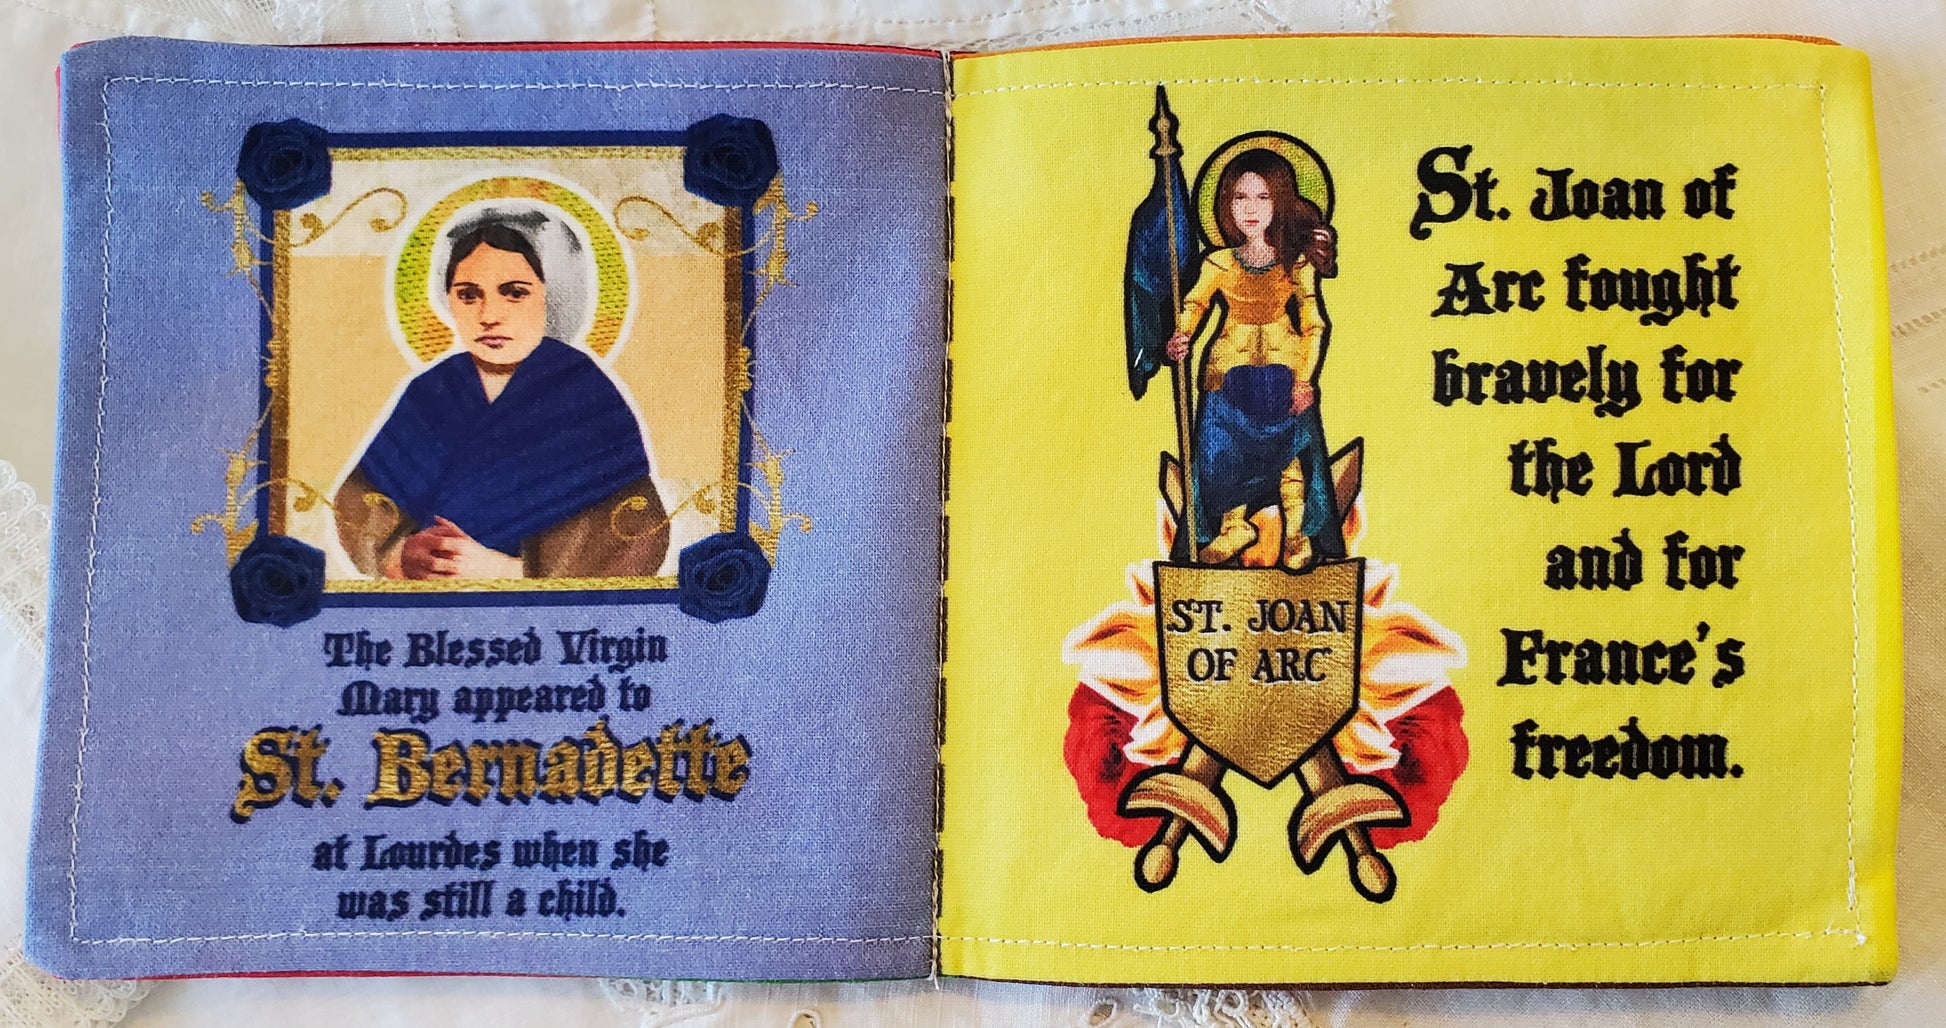 The Blessed Virgin
Mary appeared to
St. Bernadette
at Lourdes when she
was still a child.
St. Joan of
Arc fought
bravely for
the Lord
and for
France's
freedom.
ST. JOAN
OF ARC